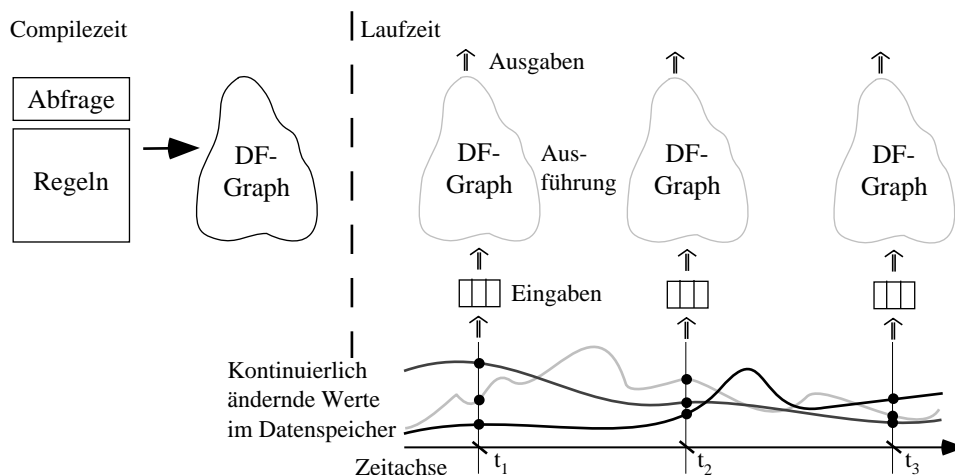 Compilezeit
Laufzeit
Ausgaben
Abfrage
Regeln
DF-
Graph
DF-
Graph
Aus-
führung
DF-
Graph
DF-
Graph
Eingaben
Kontinuierlich
ändernde Werte
im Datenspeicher
Zeitachse
t1
t2
t3